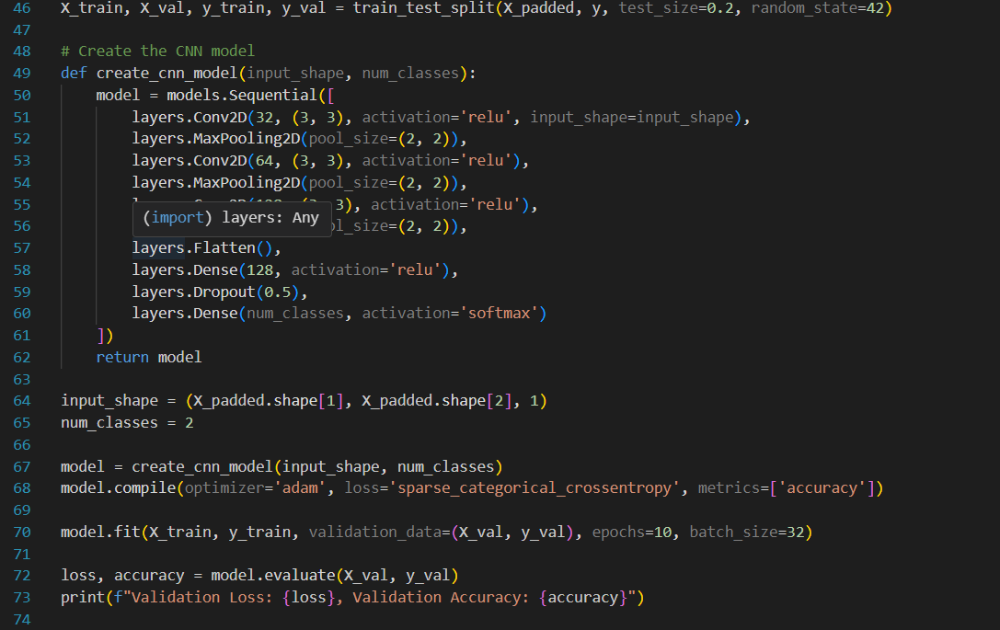 46 X_train, X_val, y_train, y_val = train_test_split(X_padded, y, test_size=0.2, random_state=42)
47
48 # Create the CNN model
49 def create_cnn_model(input_shape, num_classes):
50     model = models.Sequential([
51         layers.Conv2D(32, (3, 3), activation='relu', input_shape=input_shape),
52         layers.MaxPooling2D(pool_size=(2, 2)),
53         layers.Conv2D(64, (3, 3), activation='relu'),
54         layers.MaxPooling2D(pool_size=(2, 2)),
55         3), activation='relu'),
(import) layers: Any
56         ol_size=(2, 2)),
57         layers.Flatten(),
58         layers.Dense(128, activation='relu'),
59         layers.Dropout(0.5),
60         layers.Dense(num_classes, activation='softmax')
61     ])
62     return model
63
64 input_shape = (X_padded.shape[1], X_padded.shape[2], 1)
65 num_classes = 2
66
67 model = create_cnn_model(input_shape, num_classes)
68 model.compile(optimizer='adam', loss='sparse_categorical_crossentropy', metrics=['accuracy'])
69
70 model.fit(X_train, y_train, validation_data=(X_val, y_val), epochs=10, batch_size=32)
71
72 loss, accuracy = model.evaluate(X_val, y_val)
73 print(f"Validation Loss: {loss}, Validation Accuracy: {accuracy}")
74